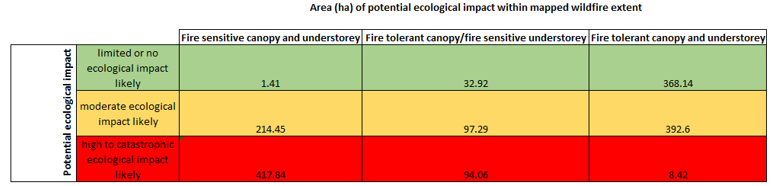 Area (ha) of potential ecological impact within mapped wildfire extent
Fire sensitive canopy and understorey Fire tolerant canopy/fire sensitive understorey Fire tolerant canopy and understorey
Potential ecological impact
limited or no
ecological impact
likely 1.41 32.92 368.14
moderate ecological
impact likely 214.45 97.29 392.6
high to catastrophic
ecological impact
likely 417.84 94.06 8.42